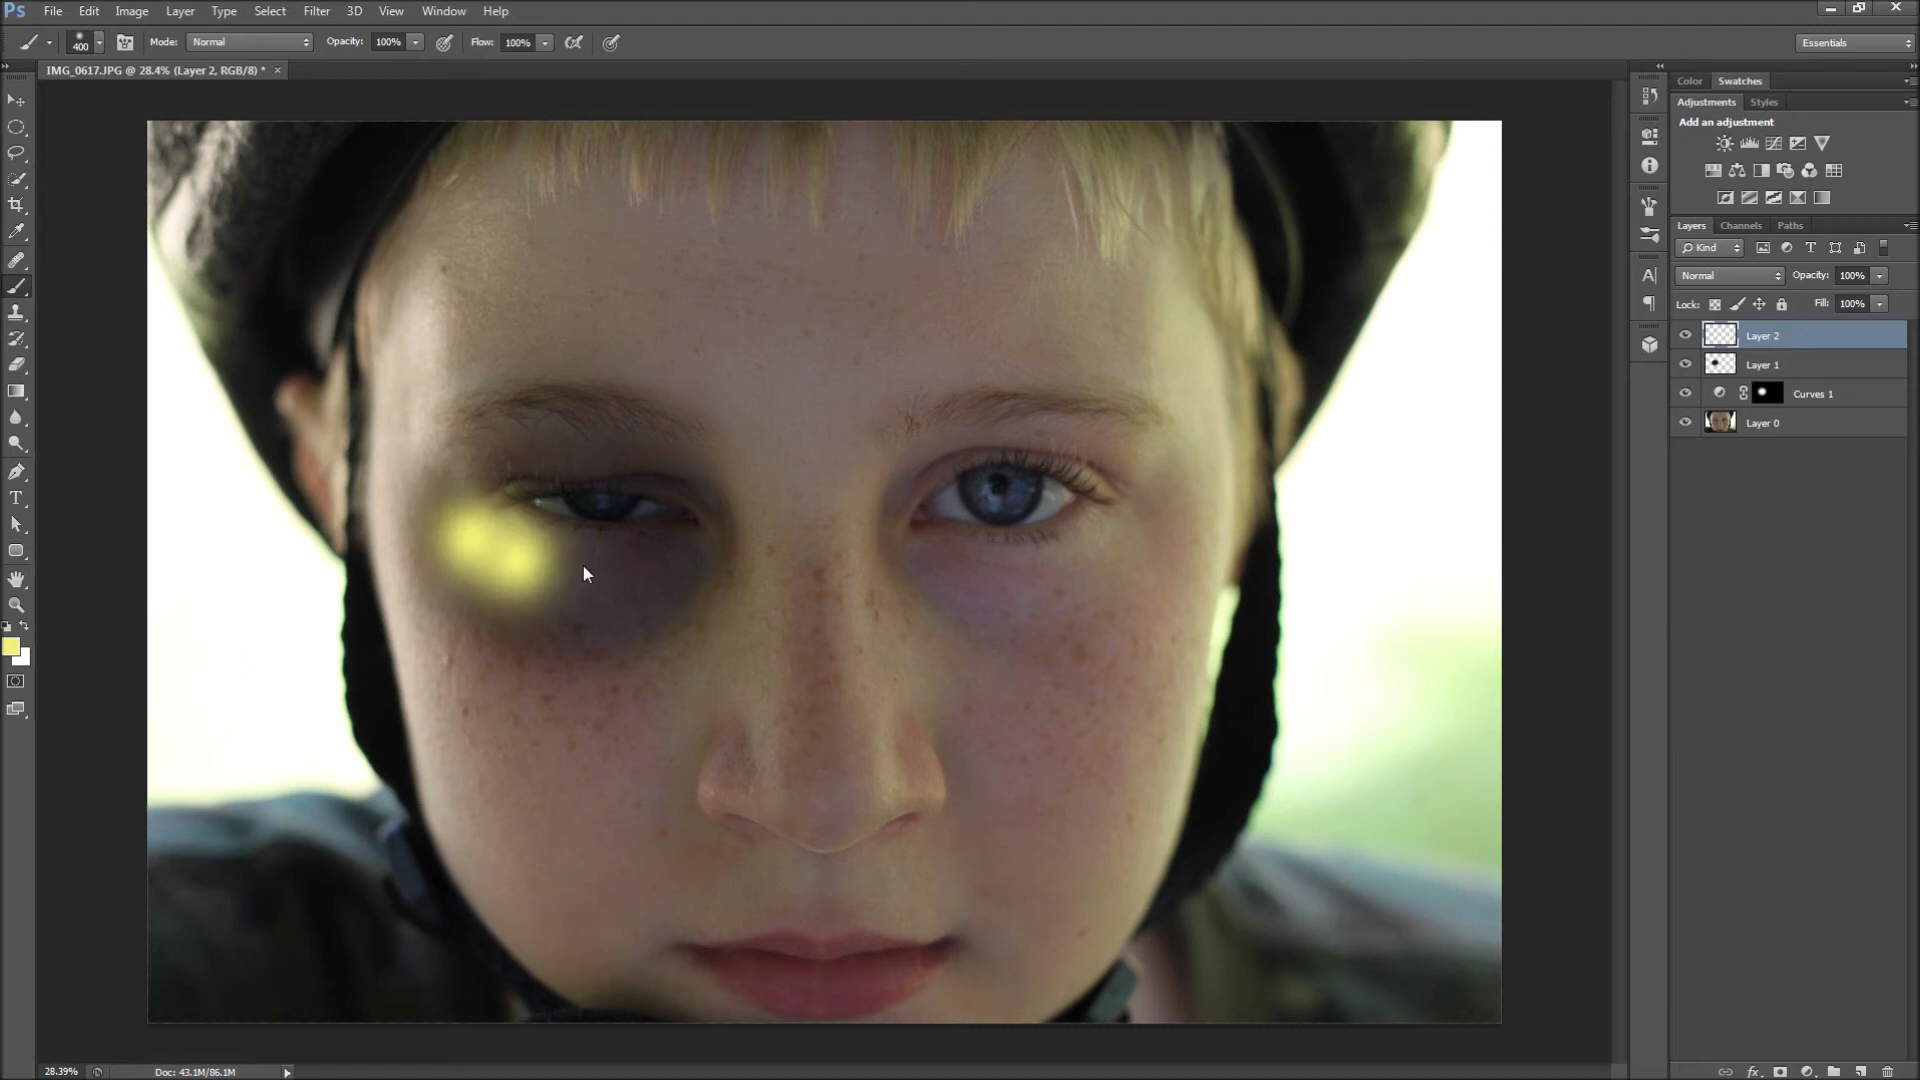 Ps File Edit Image Layer Type Select Filter 3D View Window Help
400 Mode: Normal Opacity: 100% Flow: 100% Essentials
IMG_0617.JPG @ 28.4% (Layer 2, RGB/8) * ×
Color Swatches
Adjustments Styles
Add an adjustment
Layers Channels Paths
Kind
Normal Opacity: 100%
Lock: Fill: 100%
Layer 2
Layer 1
Curves 1
Layer 0
28.39% Doc: 43.1M/86.1M